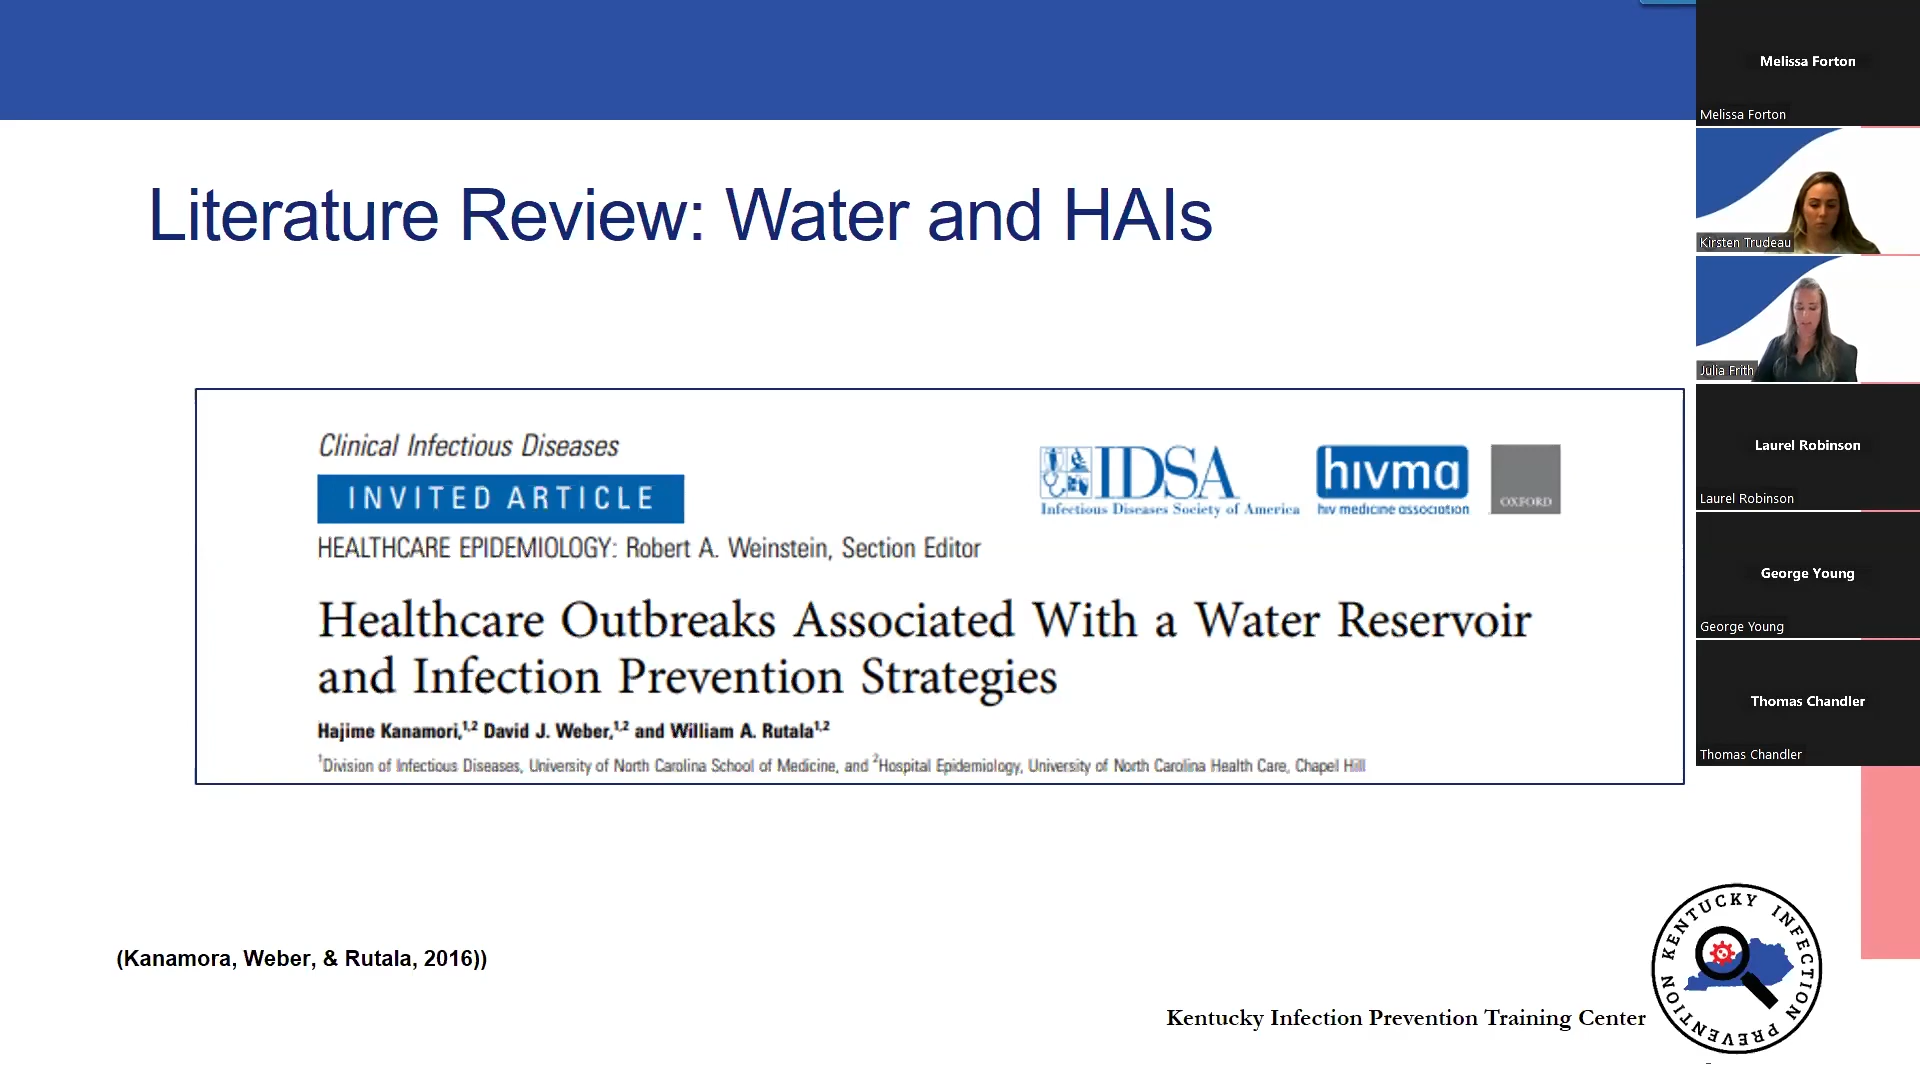 Literature Review: Water and HAIs
Clinical Infectious Diseases
INVITED ARTICLE
IDSA
Infectious Diseases Society of America
hivma
hiv medicine association
OXFORD
HEALTHCARE EPIDEMIOLOGY: Robert A. Weinstein, Section Editor
Healthcare Outbreaks Associated With a Water Reservoir
and Infection Prevention Strategies
Hajime Kanamori,1,2 David J. Weber,1,2 and William A. Rutala1,2
1Division of Infectious Diseases, University of North Carolina School of Medicine, and 2Hospital Epidemiology, University of North Carolina Health Care, Chapel Hill
(Kanamora, Weber, & Rutala, 2016))
Kentucky Infection Prevention Training Center
KENTUCKY INFECTION PREVENTION
Melissa Forton
Melissa Forton
Kirsten Trudeau
Julia Frith
Laurel Robinson
Laurel Robinson
George Young
George Young
Thomas Chandler
Thomas Chandler